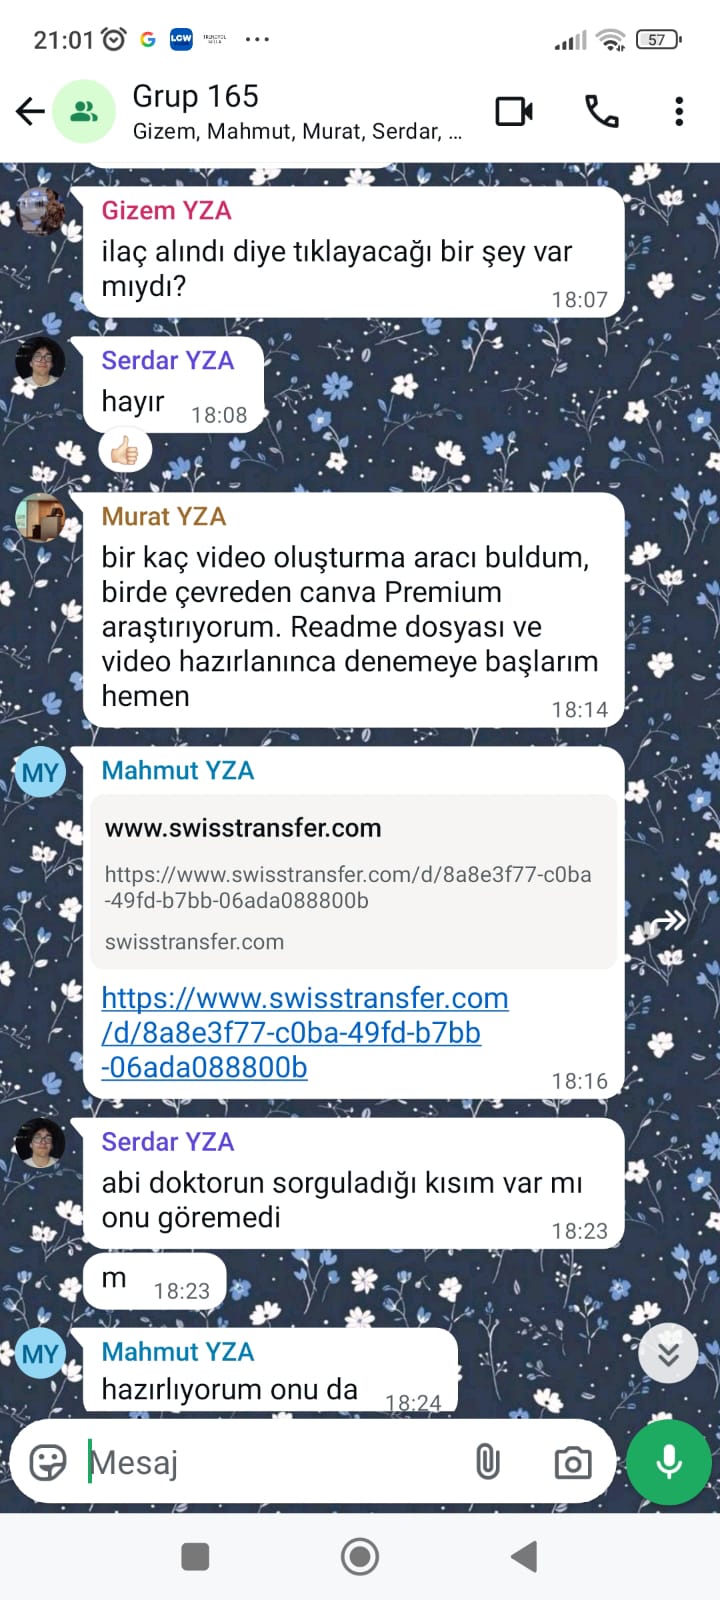 21:01
LCW
57
Grup 165
Gizem, Mahmut, Murat, Serdar, ...
Gizem YZA
ilaç alındı diye tıklayacağı bir şey var
mıydı?
18:07
Serdar YZA
hayır
18:08
Murat YZA
bir kaç video oluşturma aracı buldum,
birde çevreden canva Premium
araştırıyorum. Readme dosyası ve
video hazırlanınca denemeye başlarım
hemen
18:14
MY
Mahmut YZA
www.swisstransfer.com
https://www.swisstransfer.com/d/8a8e3f77-c0ba
-49fd-b7bb-06ada088800b
swisstransfer.com
https://www.swisstransfer.com
/d/8a8e3f77-c0ba-49fd-b7bb
-06ada088800b
18:16
Serdar YZA
abi doktorun sorguladığı kısım var mı
onu göremedi
18:23
m
18:23
MY
Mahmut YZA
hazırlıyorum onu da
18:24
Mesaj